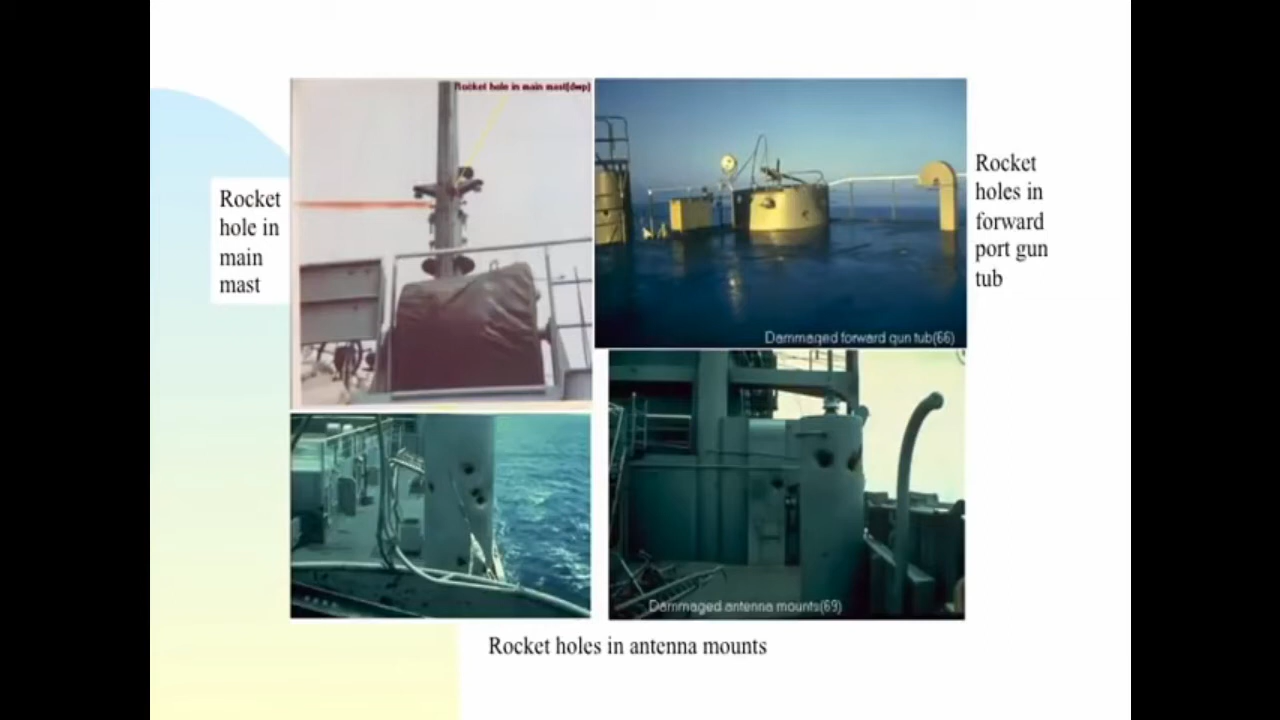 Rocket hole in main mast(dwp)
Rocket
hole in
main
mast
Rocket
holes in
forward
port gun
tub
Dammaged forward gun tub(66)
Dammaged antenna mounts(69)
Rocket holes in antenna mounts